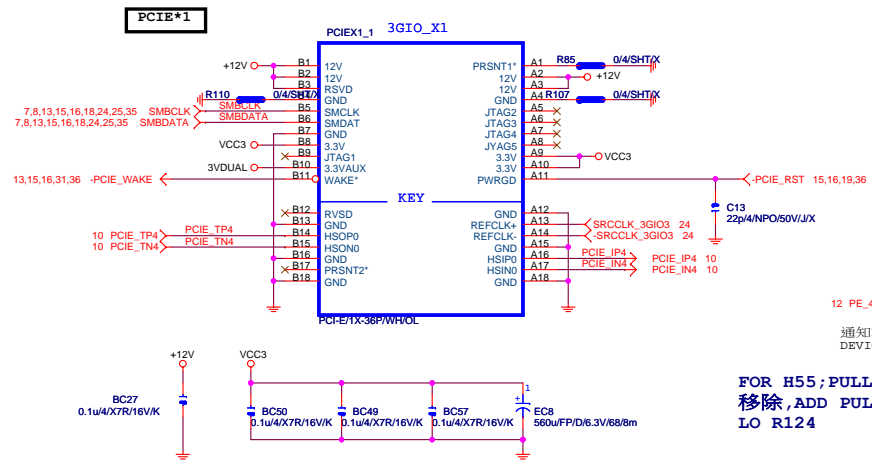 PCIE*1
PCIEX1_1 3GIO_X1
+12V B1 12V PRSNT1* A1 R85 0/4/SHT/X
B2 12V 12V A2 +12V
B3 RSVD 12V A3
R110 0/4/SHT/X B4 GND GND A4 R107 0/4/SHT/X
7,8,13,15,16,18,24,25,35 SMBCLK SMBCLK B5 SMCLK JTAG2 A5
7,8,13,15,16,18,24,25,35 SMBDATA SMBDATA B6 SMDAT JTAG3 A6
B7 GND JTAG4 A7
VCC3 B8 3.3V JYAG5 A8
B9 JTAG1 3.3V A9 VCC3
3VDUAL B10 3.3VAUX 3.3V A10
13,15,16,31,36 -PCIE_WAKE B11 WAKE* PWRGD A11 -PCIE_RST 15,16,19,36
KEY
C13
22p/4/NPO/50V/J/X
B12 RVSD GND A12
B13 GND REFCLK+ A13 SRCCLK_3GIO3 24
10 PCIE_TP4 PCIE_TP4 B14 HSOP0 REFCLK- A14 -SRCCLK_3GIO3 24
10 PCIE_TN4 PCIE_TN4 B15 HSON0 GND A15
B16 GND HSIP0 A16 PCIE_IP4 PCIE_IP4 10
B17 PRSNT2* HSIN0 A17 PCIE_IN4 PCIE_IN4 10
B18 GND GND A18
PCI-E/1X-36P/WH/OL
12 PE_4
通知
DEVI
+12V VCC3
BC27
0.1u/4/X7R/16V/K
BC50
0.1u/4/X7R/16V/K
BC49
0.1u/4/X7R/16V/K
BC57
0.1u/4/X7R/16V/K
1
+
EC8
560u/FP/D/6.3V/68/8m
FOR H55;PULL
移除,ADD PUL
LO R124